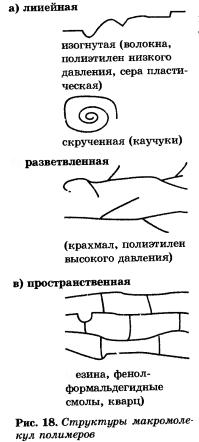 а) линейная
изогнутая (волокна,
полиэтилен низкого
давления, сера пласти-
ческая)
скрученная (каучуки)
разветвленная
(крахмал, полиэтилен
высокого давления)
в) пространственная
езина, фенол-
формальдегидные
смолы, кварц)
Рис. 18. Структуры макромоле-
кул полимеров